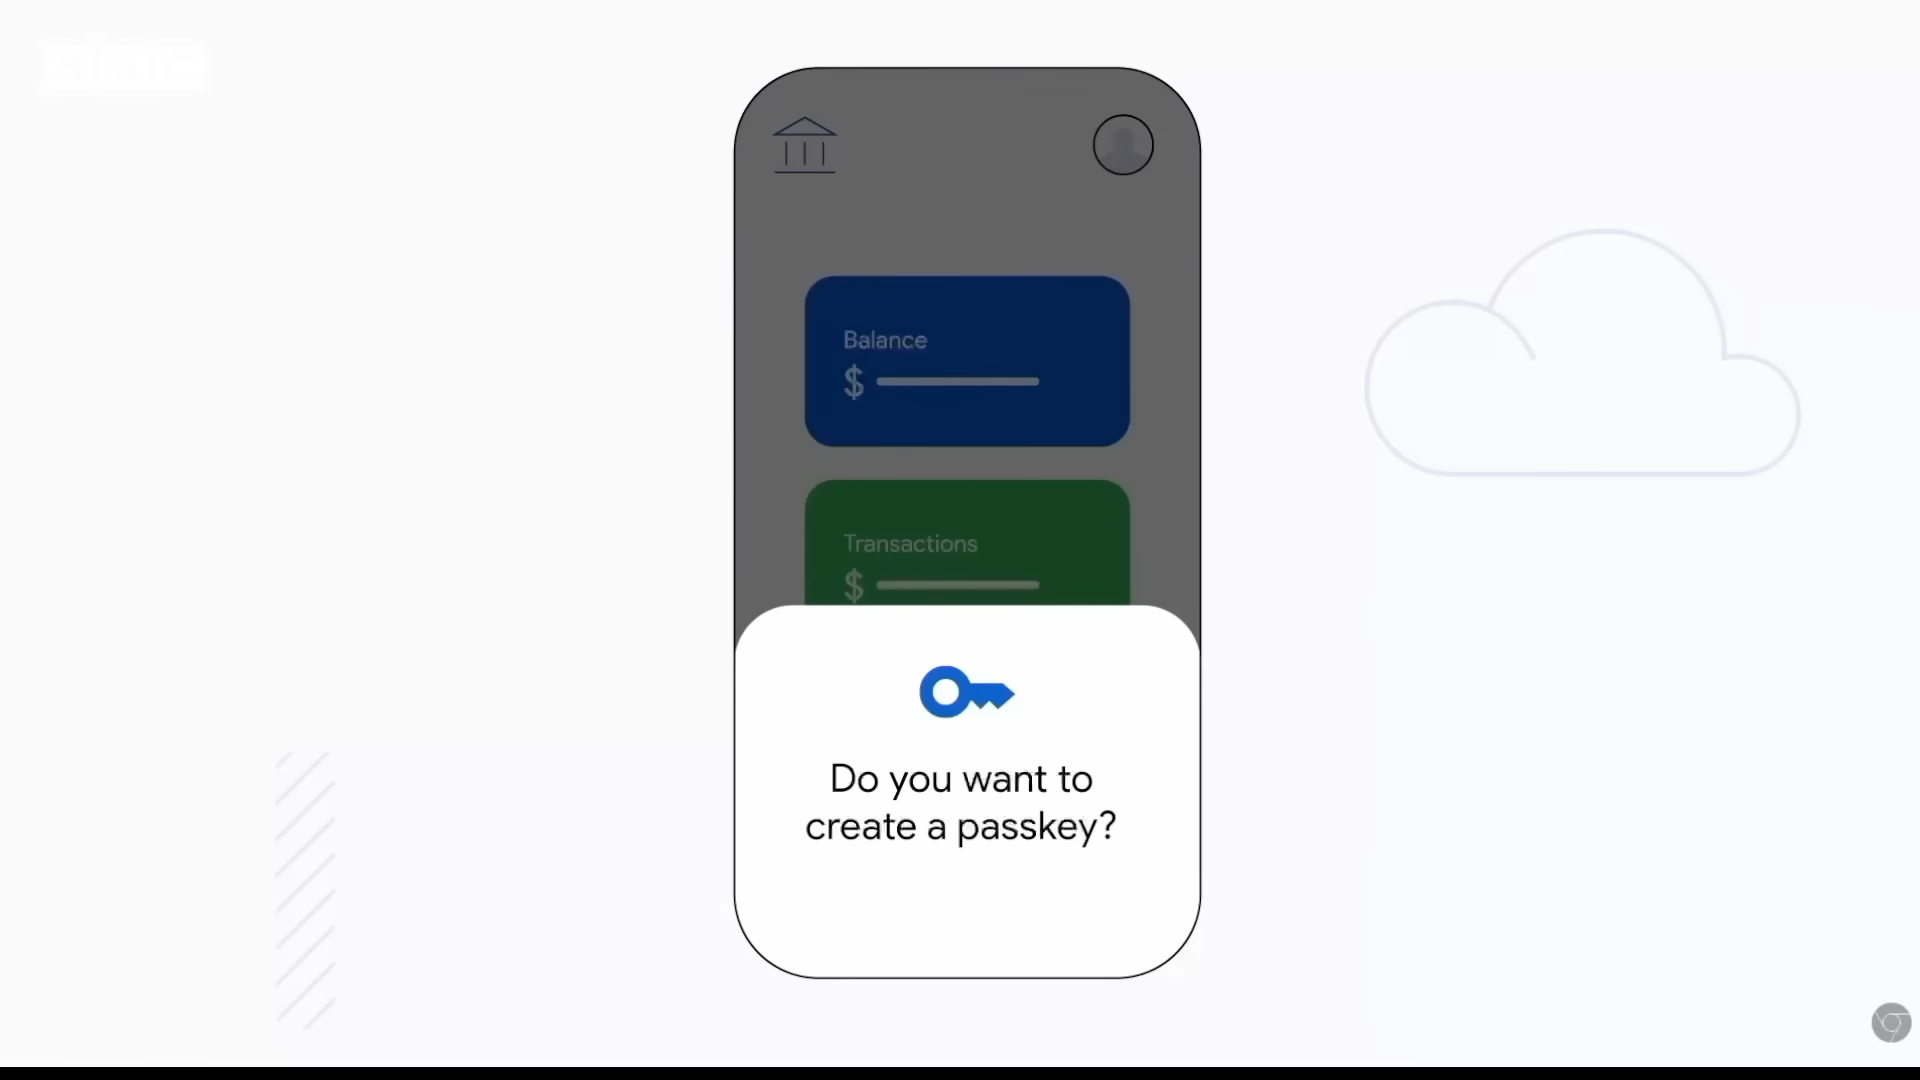 Balance
$
Transactions
$
Do you want to
create a passkey?